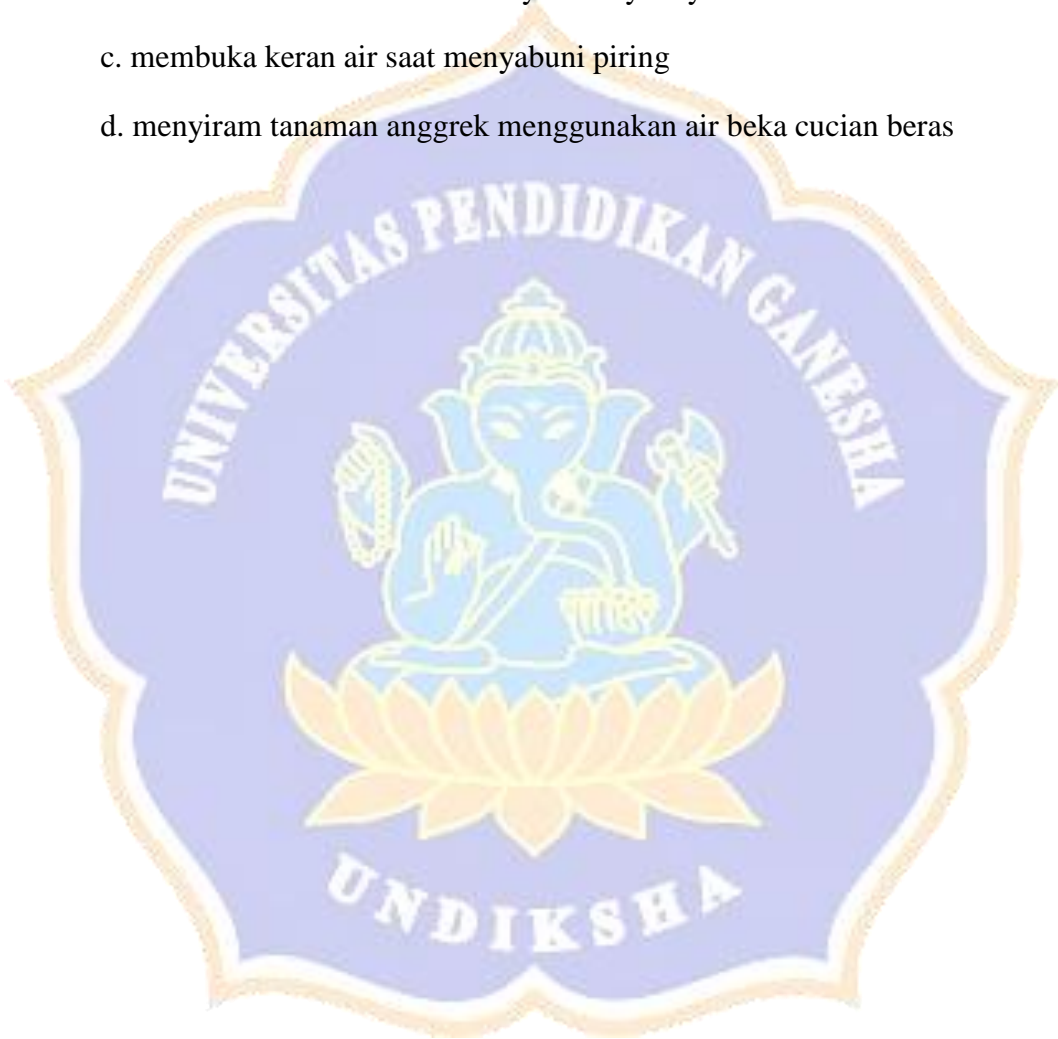 c. membuka keran air saat menyabuni piring
d. menyiram tanaman anggrek menggunakan air beka cucian beras
UNIVERSITAS PENDIDIKAN GANESHA
UNDIKSHA